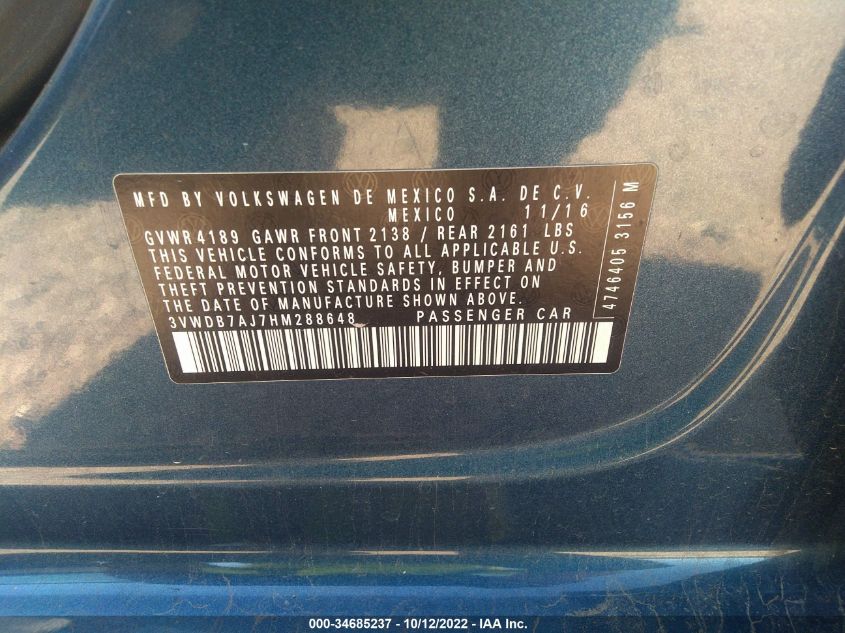 MFD BY VOLKSWAGEN DE MEXICO S.A. DE C.V.
MEXICO 11/16
GVWR 4189 GAWR FRONT 2138 / REAR 2161 LBS
THIS VEHICLE CONFORMS TO ALL APPLICABLE U.S.
FEDERAL MOTOR VEHICLE SAFETY, BUMPER AND
THEFT PREVENTION STANDARDS IN EFFECT ON
THE DATE OF MANUFACTURE SHOWN ABOVE.
3VWDB7AJ7HM288648 PASSENGER CAR
4746405 3156 M
000-34685237 - 10/12/2022 - IAA Inc.